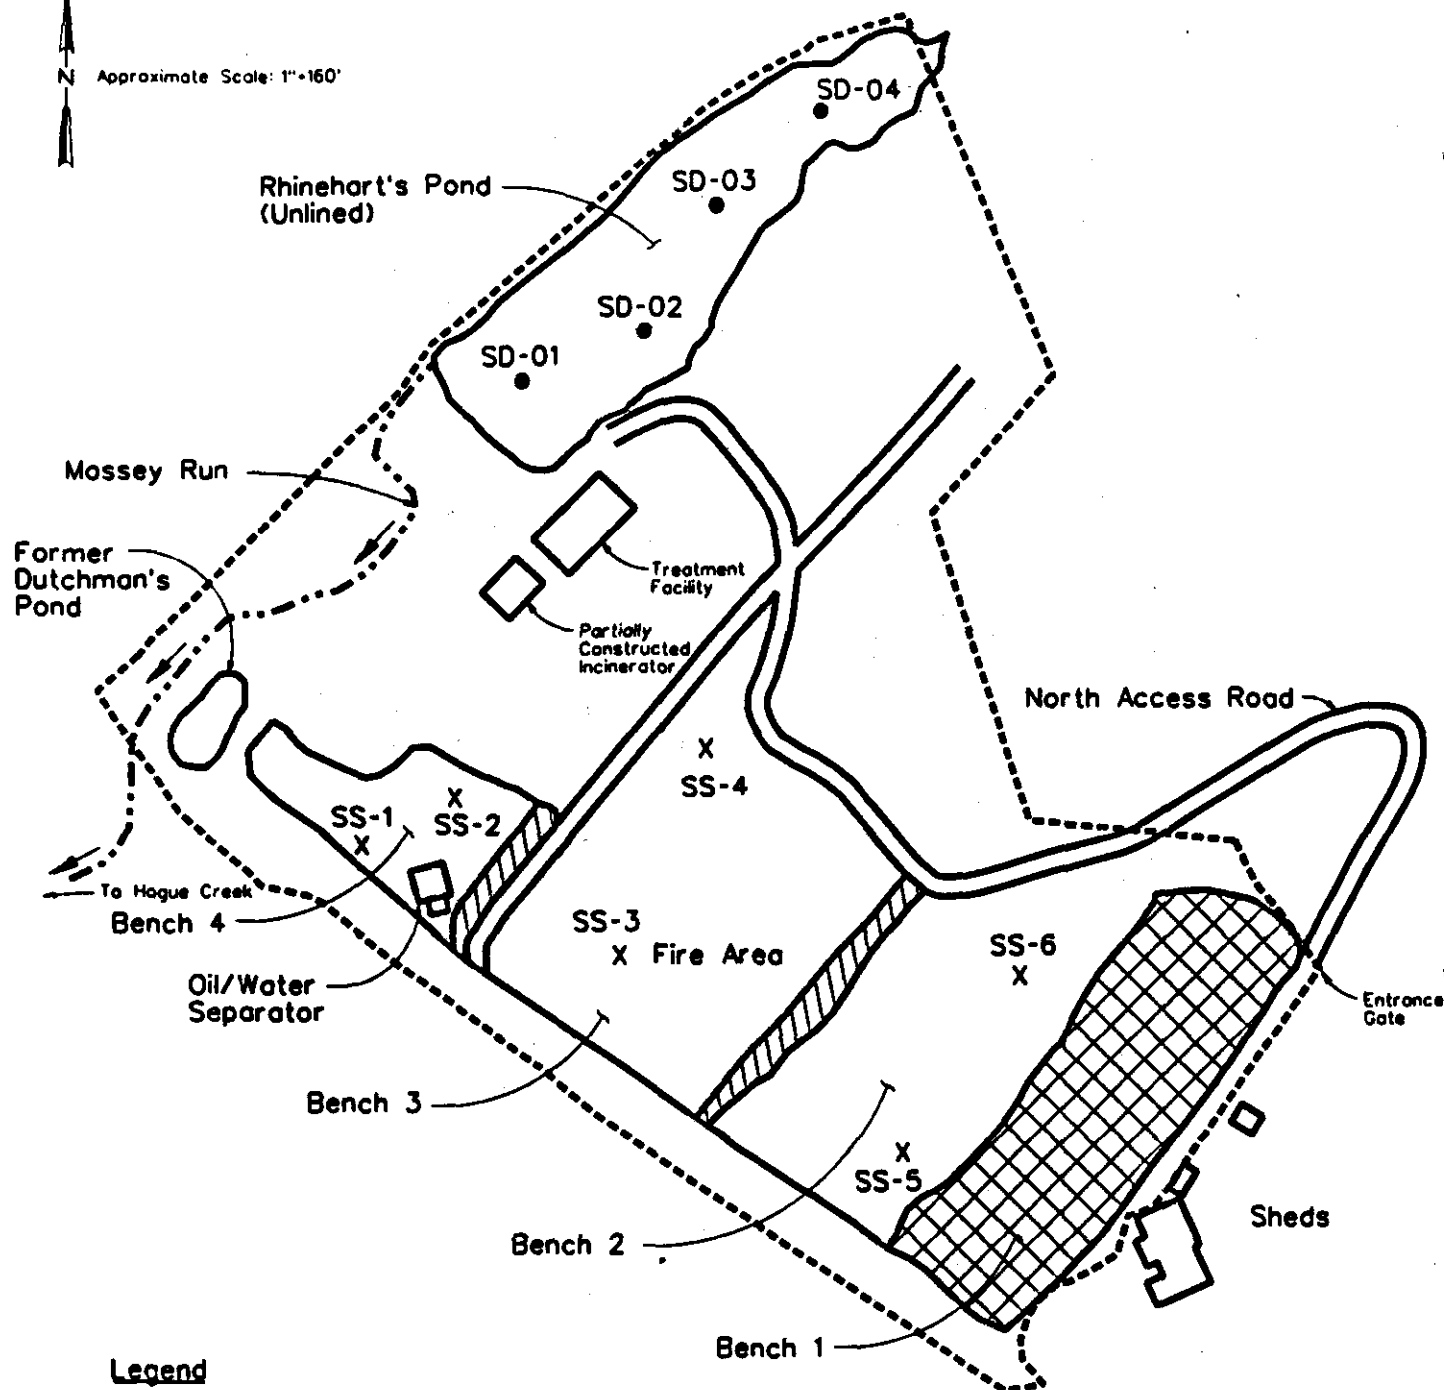 N Approximate Scale: 1"=160'
SD-04
Rhinehart's Pond
(Unlined)
SD-03
SD-02
SD-01
Massey Run
Former
Dutchman's
Pond
Treatment
Facility
Partially
Constructed
Incinerator
North Access Road
SS-4
SS-1
X
X
SS-2
X
To Hogue Creek
Bench 4
SS-3
X Fire Area
SS-6
X
Oil/Water
Separator
Entrance
Gate
Bench 3
X
SS-5
Sheds
Bench 2
Bench 1
Legend